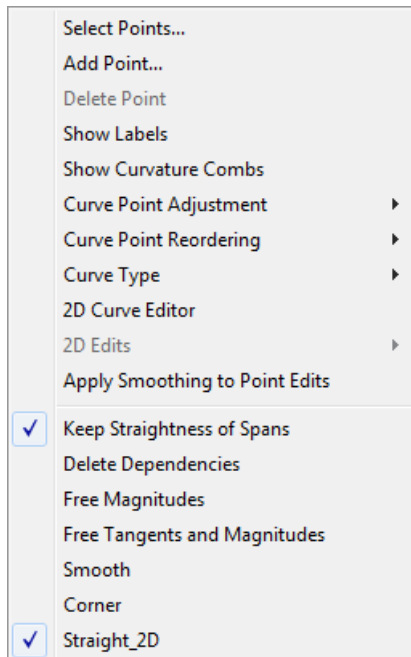 Select Points...
Add Point...
Delete Point
Show Labels
Show Curvature Combs
Curve Point Adjustment
Curve Point Reordering
Curve Type
2D Curve Editor
2D Edits
Apply Smoothing to Point Edits
Keep Straightness of Spans
Delete Dependencies
Free Magnitudes
Free Tangents and Magnitudes
Smooth
Corner
Straight_2D